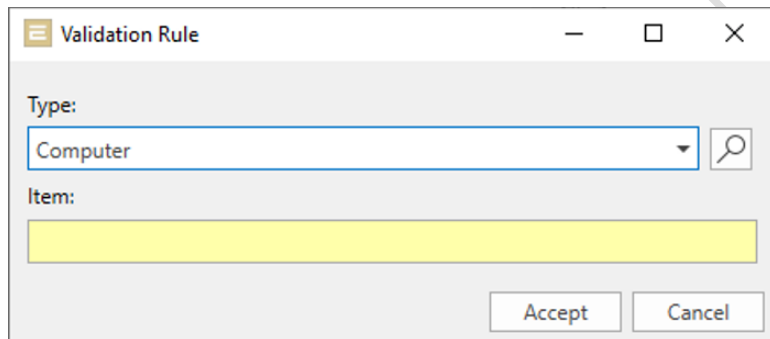 Validation Rule
Type:
Computer
Item:
Accept Cancel